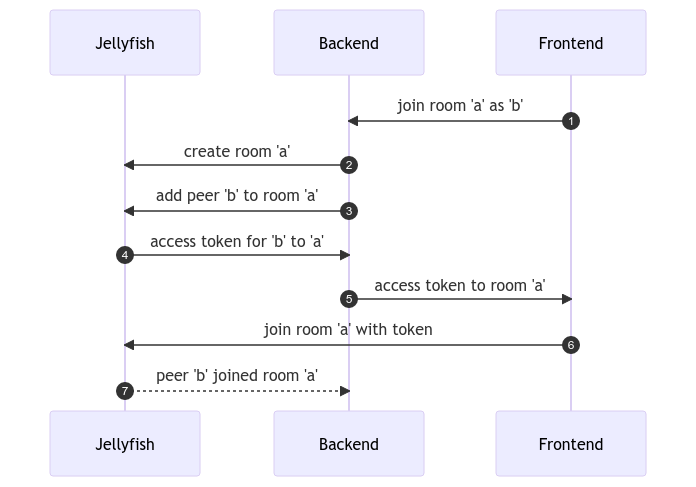 Jellyfish
Backend
Frontend
join room 'a' as 'b'
1
create room 'a'
2
add peer 'b' to room 'a'
3
4
access token for 'b' to 'a'
5
access token to room 'a'
join room 'a' with token
6
7
peer 'b' joined room 'a'
Jellyfish
Backend
Frontend